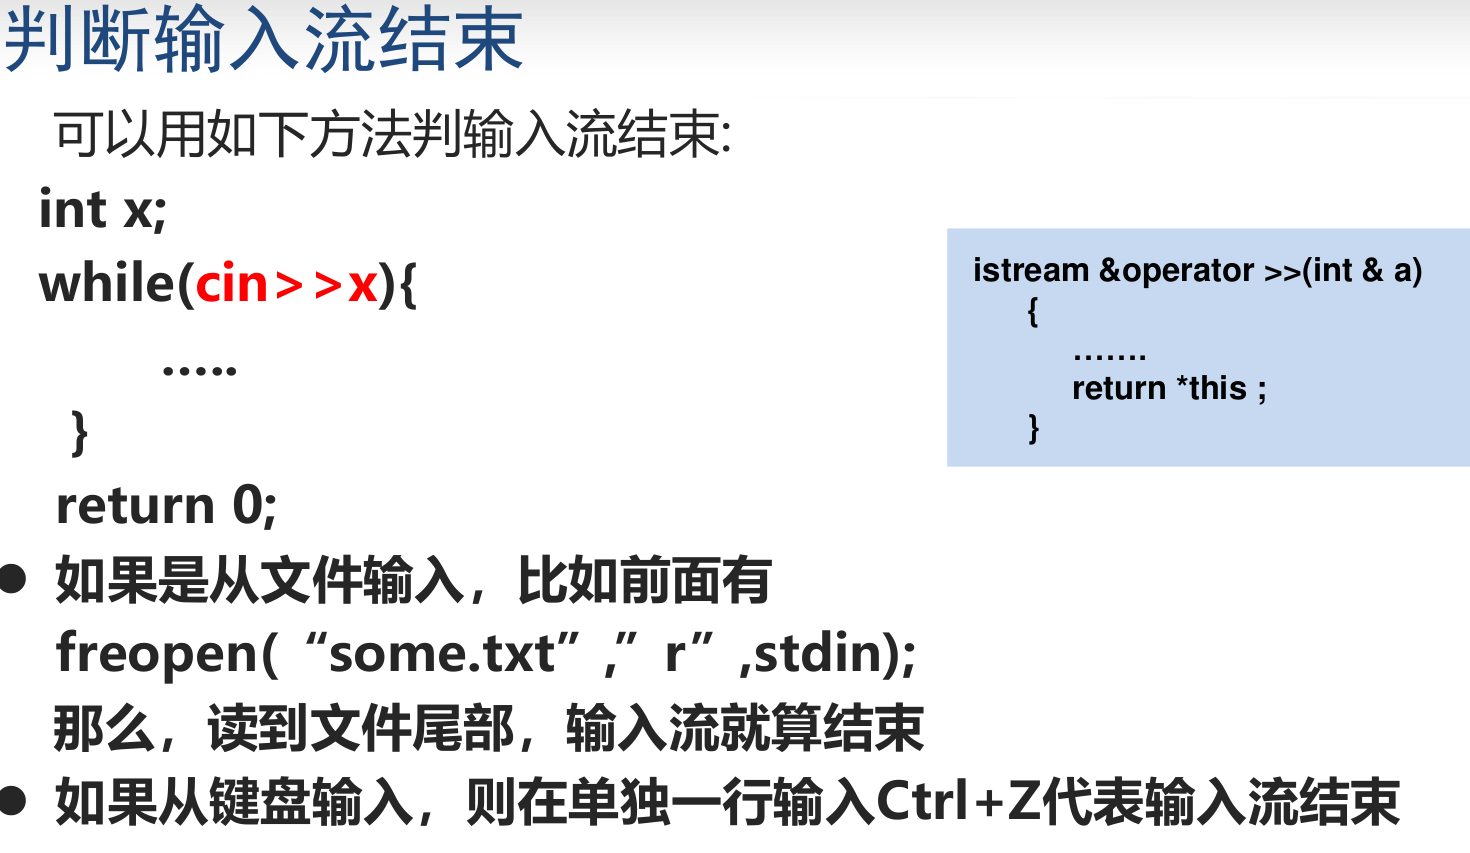 判断输入流结束
可以用如下方法判输入流结束:
int x;
while(cin>>x){
…..
}
return 0;
istream &operator >>(int & a)
{
…….
return *this ;
}
● 如果是从文件输入，比如前面有
freopen( “some.txt” ,” r” ,stdin);
那么，读到文件尾部，输入流就算结束
● 如果从键盘输入，则在单独一行输入Ctrl+Z代表输入流结束